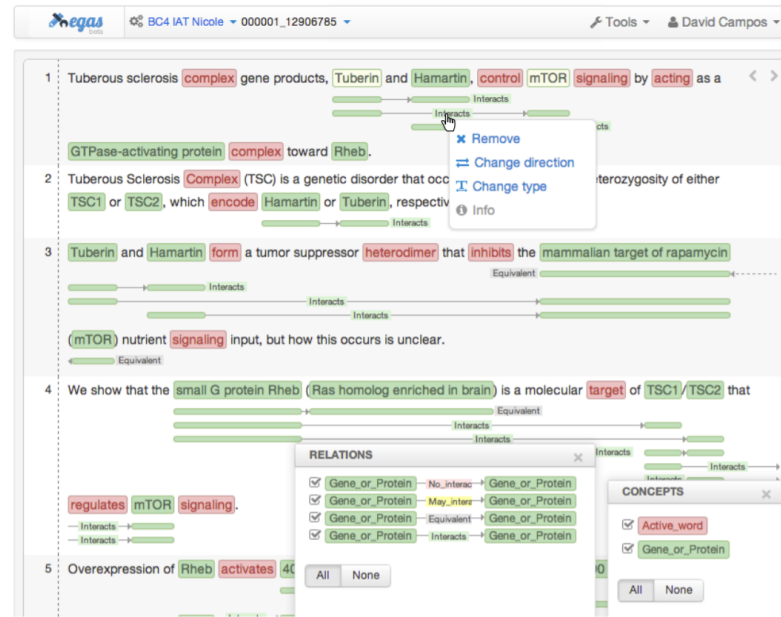 egas
beta
BC4 IAT Nicole 000001_12906785
Tools David Campos
1 Tuberous sclerosis complex gene products, Tuberin and Hamartin, control mTOR signaling by acting as a
Interacts
Interacts
cts
GTPase-activating protein complex toward Rheb.
Remove
Change direction
Change type
Info
2 Tuberous Sclerosis Complex (TSC) is a genetic disorder that occ terozygosity of either
TSC1 or TSC2, which encode Hamartin or Tuberin, respectiv
Interacts
3 Tuberin and Hamartin form a tumor suppressor heterodimer that inhibits the mammalian target of rapamycin
Equivalent
Interacts
Interacts
Interacts
(mTOR) nutrient signaling input, but how this occurs is unclear.
Equivalent
4 We show that the small G protein Rheb (Ras homolog enriched in brain) is a molecular target of TSC1/TSC2 that
Equivalent
Interacts
Interacts
Interacts
Interacts
regulates mTOR signaling.
Interacts
Interacts
5 Overexpression of Rheb activates 40
RELATIONS
Gene_or_Protein No_interac Gene_or_Protein
Gene_or_Protein May_intera Gene_or_Protein
Gene_or_Protein Equivalent Gene_or_Protein
Gene_or_Protein Interacts Gene_or_Protein
All None
CONCEPTS
Active_word
Gene_or_Protein
All None